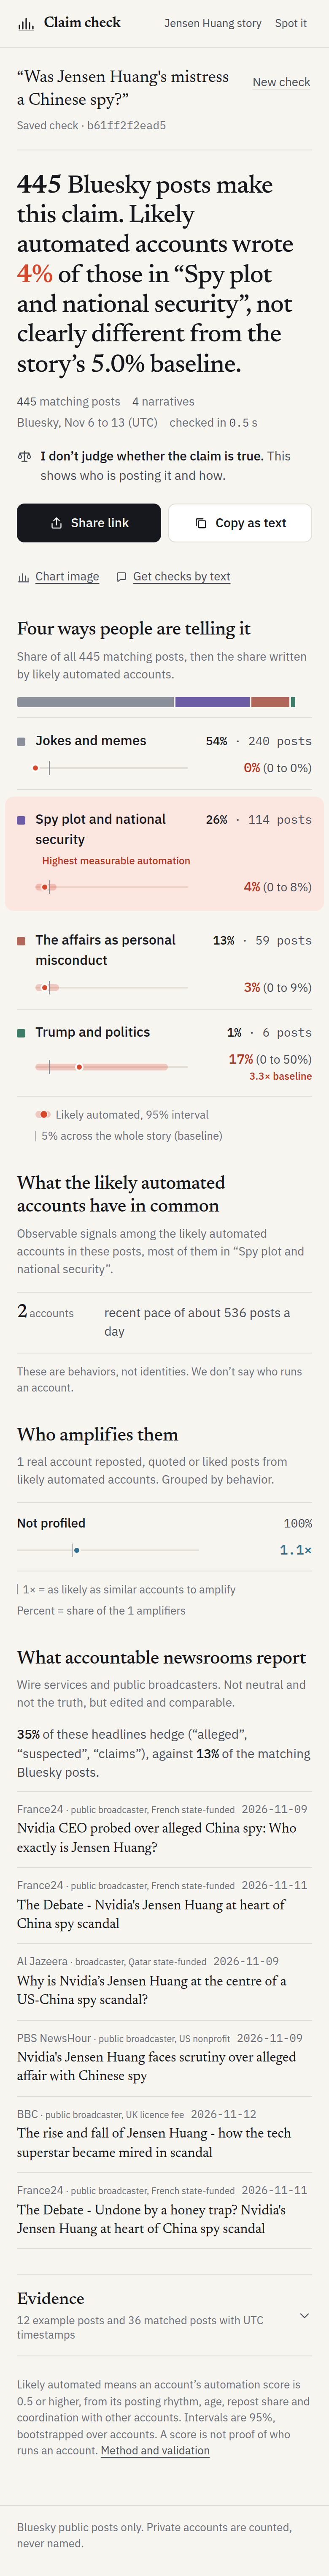 Claim check
Jensen Huang story Spot it
“Was Jensen Huang's mistress
a Chinese spy?”
New check
Saved check · b61ff2f2ead5
445 Bluesky posts make
this claim. Likely
automated accounts wrote
4% of those in “Spy plot
and national security”, not
clearly different from the
story’s 5.0% baseline.
445 matching posts 4 narratives
Bluesky, Nov 6 to 13 (UTC) checked in 0.5 s
I don’t judge whether the claim is true. This
shows who is posting it and how.
Share link
Copy as text
Chart image
Get checks by text
Four ways people are telling it
Share of all 445 matching posts, then the share written
by likely automated accounts.
Jokes and memes 54% · 240 posts
0% (0 to 0%)
Spy plot and national 26% · 114 posts
security
Highest measurable automation
4% (0 to 8%)
The affairs as personal 13% · 59 posts
misconduct
3% (0 to 9%)
Trump and politics 1% · 6 posts
17% (0 to 50%)
3.3× baseline
Likely automated, 95% interval
5% across the whole story (baseline)
What the likely automated
accounts have in common
Observable signals among the likely automated
accounts in these posts, most of them in “Spy plot and
national security”.
2 accounts recent pace of about 536 posts a
day
These are behaviors, not identities. We don’t say who runs
an account.
Who amplifies them
1 real account reposted, quoted or liked posts from
likely automated accounts. Grouped by behavior.
Not profiled 100%
1.1×
1× = as likely as similar accounts to amplify
Percent = share of the 1 amplifiers
What accountable newsrooms report
Wire services and public broadcasters. Not neutral and
not the truth, but edited and comparable.
35% of these headlines hedge (“alleged”,
“suspected”, “claims”), against 13% of the matching
Bluesky posts.
France24 · public broadcaster, French state-funded 2026-11-09
Nvidia CEO probed over alleged China spy: Who
exactly is Jensen Huang?
France24 · public broadcaster, French state-funded 2026-11-11
The Debate - Nvidia's Jensen Huang at heart of
China spy scandal
Al Jazeera · broadcaster, Qatar state-funded 2026-11-09
Why is Nvidia’s Jensen Huang at the centre of a
US-China spy scandal?
PBS NewsHour · public broadcaster, US nonprofit 2026-11-09
Nvidia's Jensen Huang faces scrutiny over alleged
affair with Chinese spy
BBC · public broadcaster, UK licence fee 2026-11-12
The rise and fall of Jensen Huang - how the tech
superstar became mired in scandal
France24 · public broadcaster, French state-funded 2026-11-11
The Debate - Undone by a honey trap? Nvidia's
Jensen Huang at heart of China spy scandal
Evidence
12 example posts and 36 matched posts with UTC
timestamps
Likely automated means an account’s automation score is
0.5 or higher, from its posting rhythm, age, repost share and
coordination with other accounts. Intervals are 95%,
bootstrapped over accounts. A score is not proof of who
runs an account. Method and validation
Bluesky public posts only. Private accounts are counted,
never named.